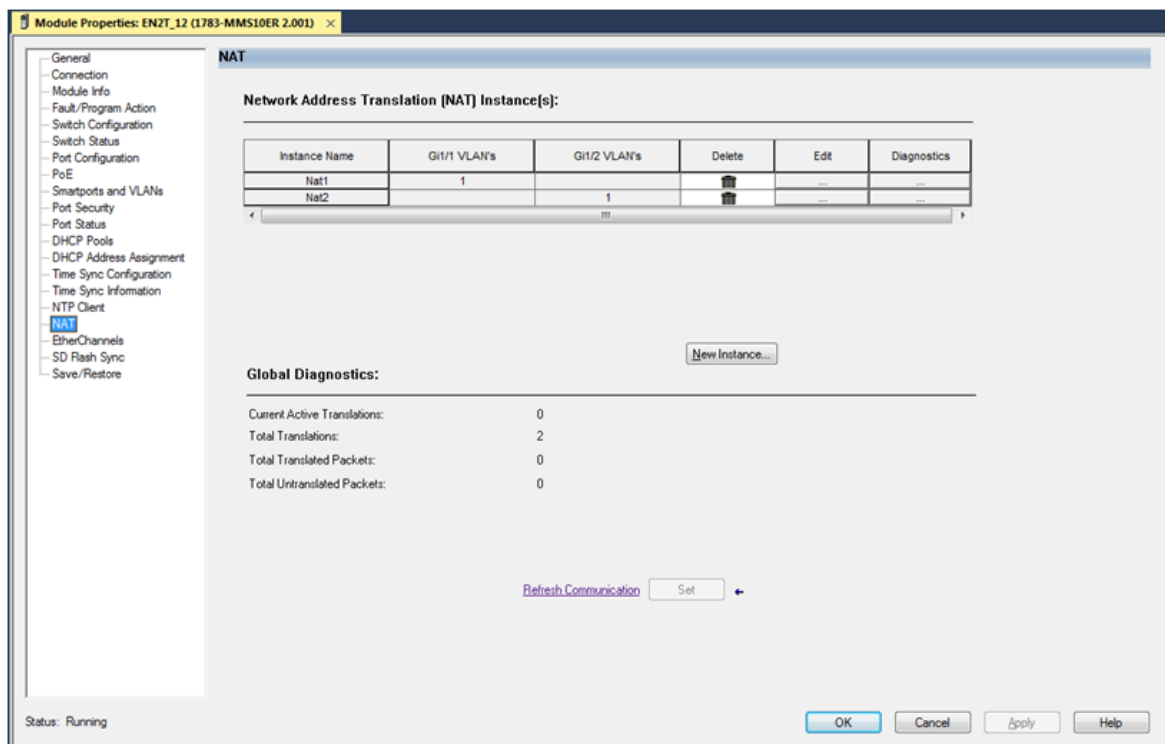 Module Properties: EN2T_12 (1783-MMS10ER 2.001) ×
General
Connection
Module Info
Fault/Program Action
Switch Configuration
Switch Status
Port Configuration
PoE
Smartports and VLANs
Port Security
Port Status
DHCP Pools
DHCP Address Assignment
Time Sync Configuration
Time Sync Information
NTP Client
NAT
EtherChannels
SD Flash Sync
Save/Restore
NAT
Network Address Translation (NAT) Instance(s):
Instance Name Gi1/1 VLAN's Gi1/2 VLAN's Delete Edit Diagnostics
Nat1 1 ... ...
Nat2 1 ... ...
New Instance...
Global Diagnostics:
Current Active Translations: 0
Total Translations: 2
Total Translated Packets: 0
Total Untranslated Packets: 0
Refresh Communication Set
Status: Running
OK Cancel Apply Help